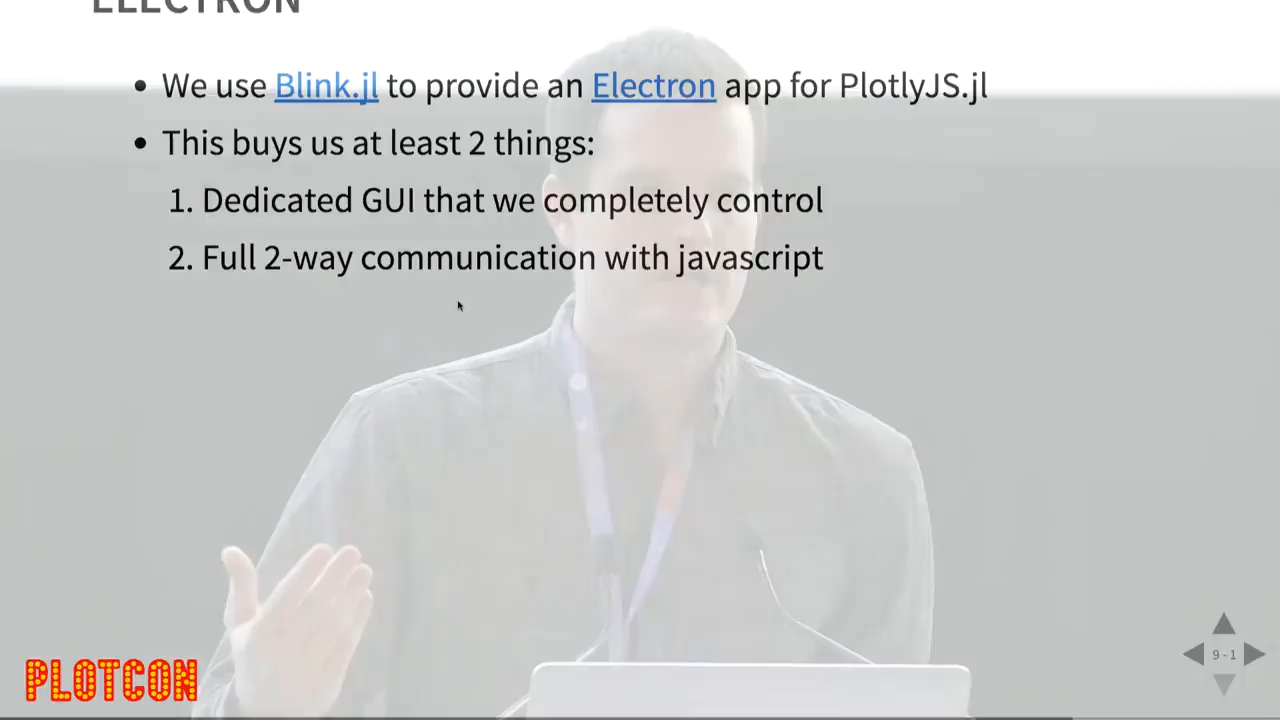 ELECTRON
• We use Blink.jl to provide an Electron app for PlotlyJS.jl
• This buys us at least 2 things:
1. Dedicated GUI that we completely control
2. Full 2-way communication with javascript
PLOTCON
9 - 1